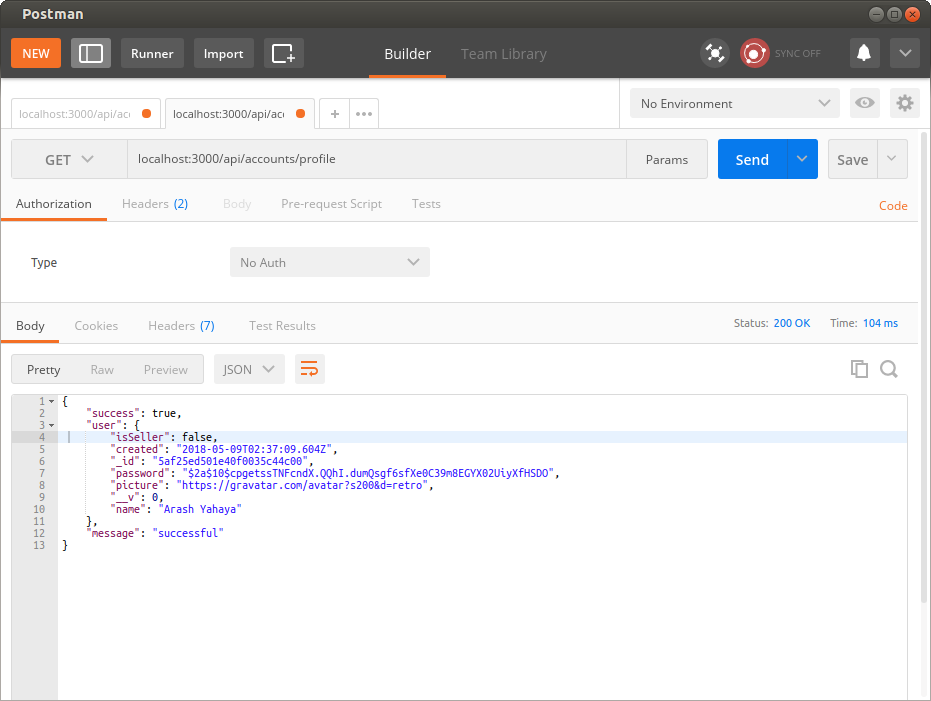 Postman
NEW Runner Import Builder Team Library SYNC OFF
localhost:3000/api/acc localhost:3000/api/acc + ••• No Environment
GET localhost:3000/api/accounts/profile Params Send Save
Authorization Headers (2) Body Pre-request Script Tests Code
Type No Auth
Body Cookies Headers (7) Test Results Status: 200 OK Time: 104 ms
Pretty Raw Preview JSON
1 {
2 "success": true,
3 "user": {
4 "isSeller": false,
5 "created": "2018-05-09T02:37:09.604Z",
6 "_id": "5af25ed501e40f0035c44c00",
7 "password": "$2a$10$cpgetssTNFcndX.QQhI.dumQsgf6sfXe0C39m8EGYX02UiyXfHSDO",
8 "picture": "https://gravatar.com/avatar?s200&d=retro",
9 "__v": 0,
10 "name": "Arash Yahaya"
11 },
12 "message": "successful"
13 }